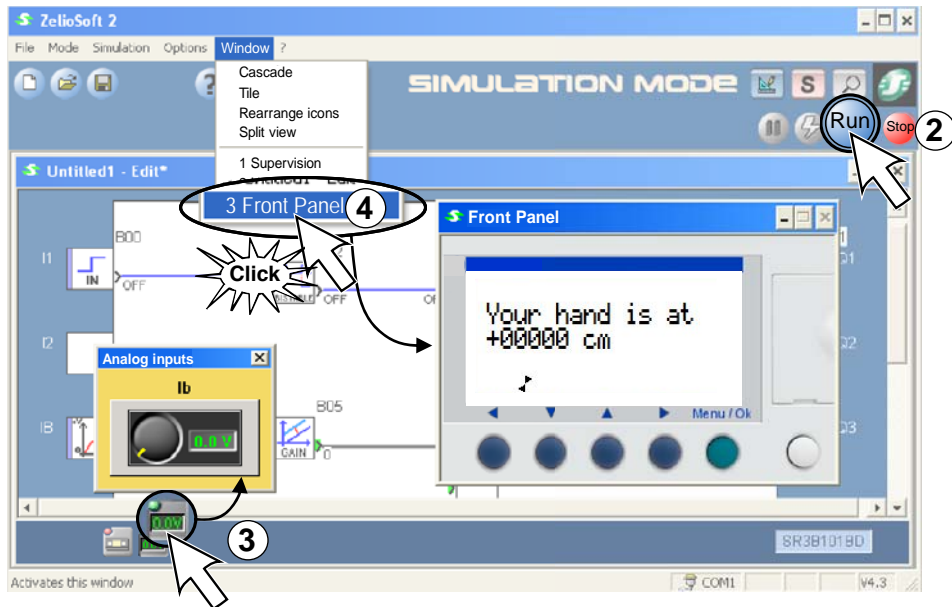 ZelioSoft 2
File Mode Simulation Options Window ?
Cascade
Tile
Rearrange icons
Split view
1 Supervision
3 Front Panel
4
SIMULATION MODE
S
Run
Stop
2
Untitled1 - Edit*
B00
I1
IN
OFF
Click
OFF
Q1
I2
Q2
Front Panel
Your hand is at
+00000 cm
Menu / Ok
Analog inputs
Ib
0.0 V
IB
B05
GAIN
0
Q3
0.0V
3
SR3B101BD
Activates this window
COM1
V4.3